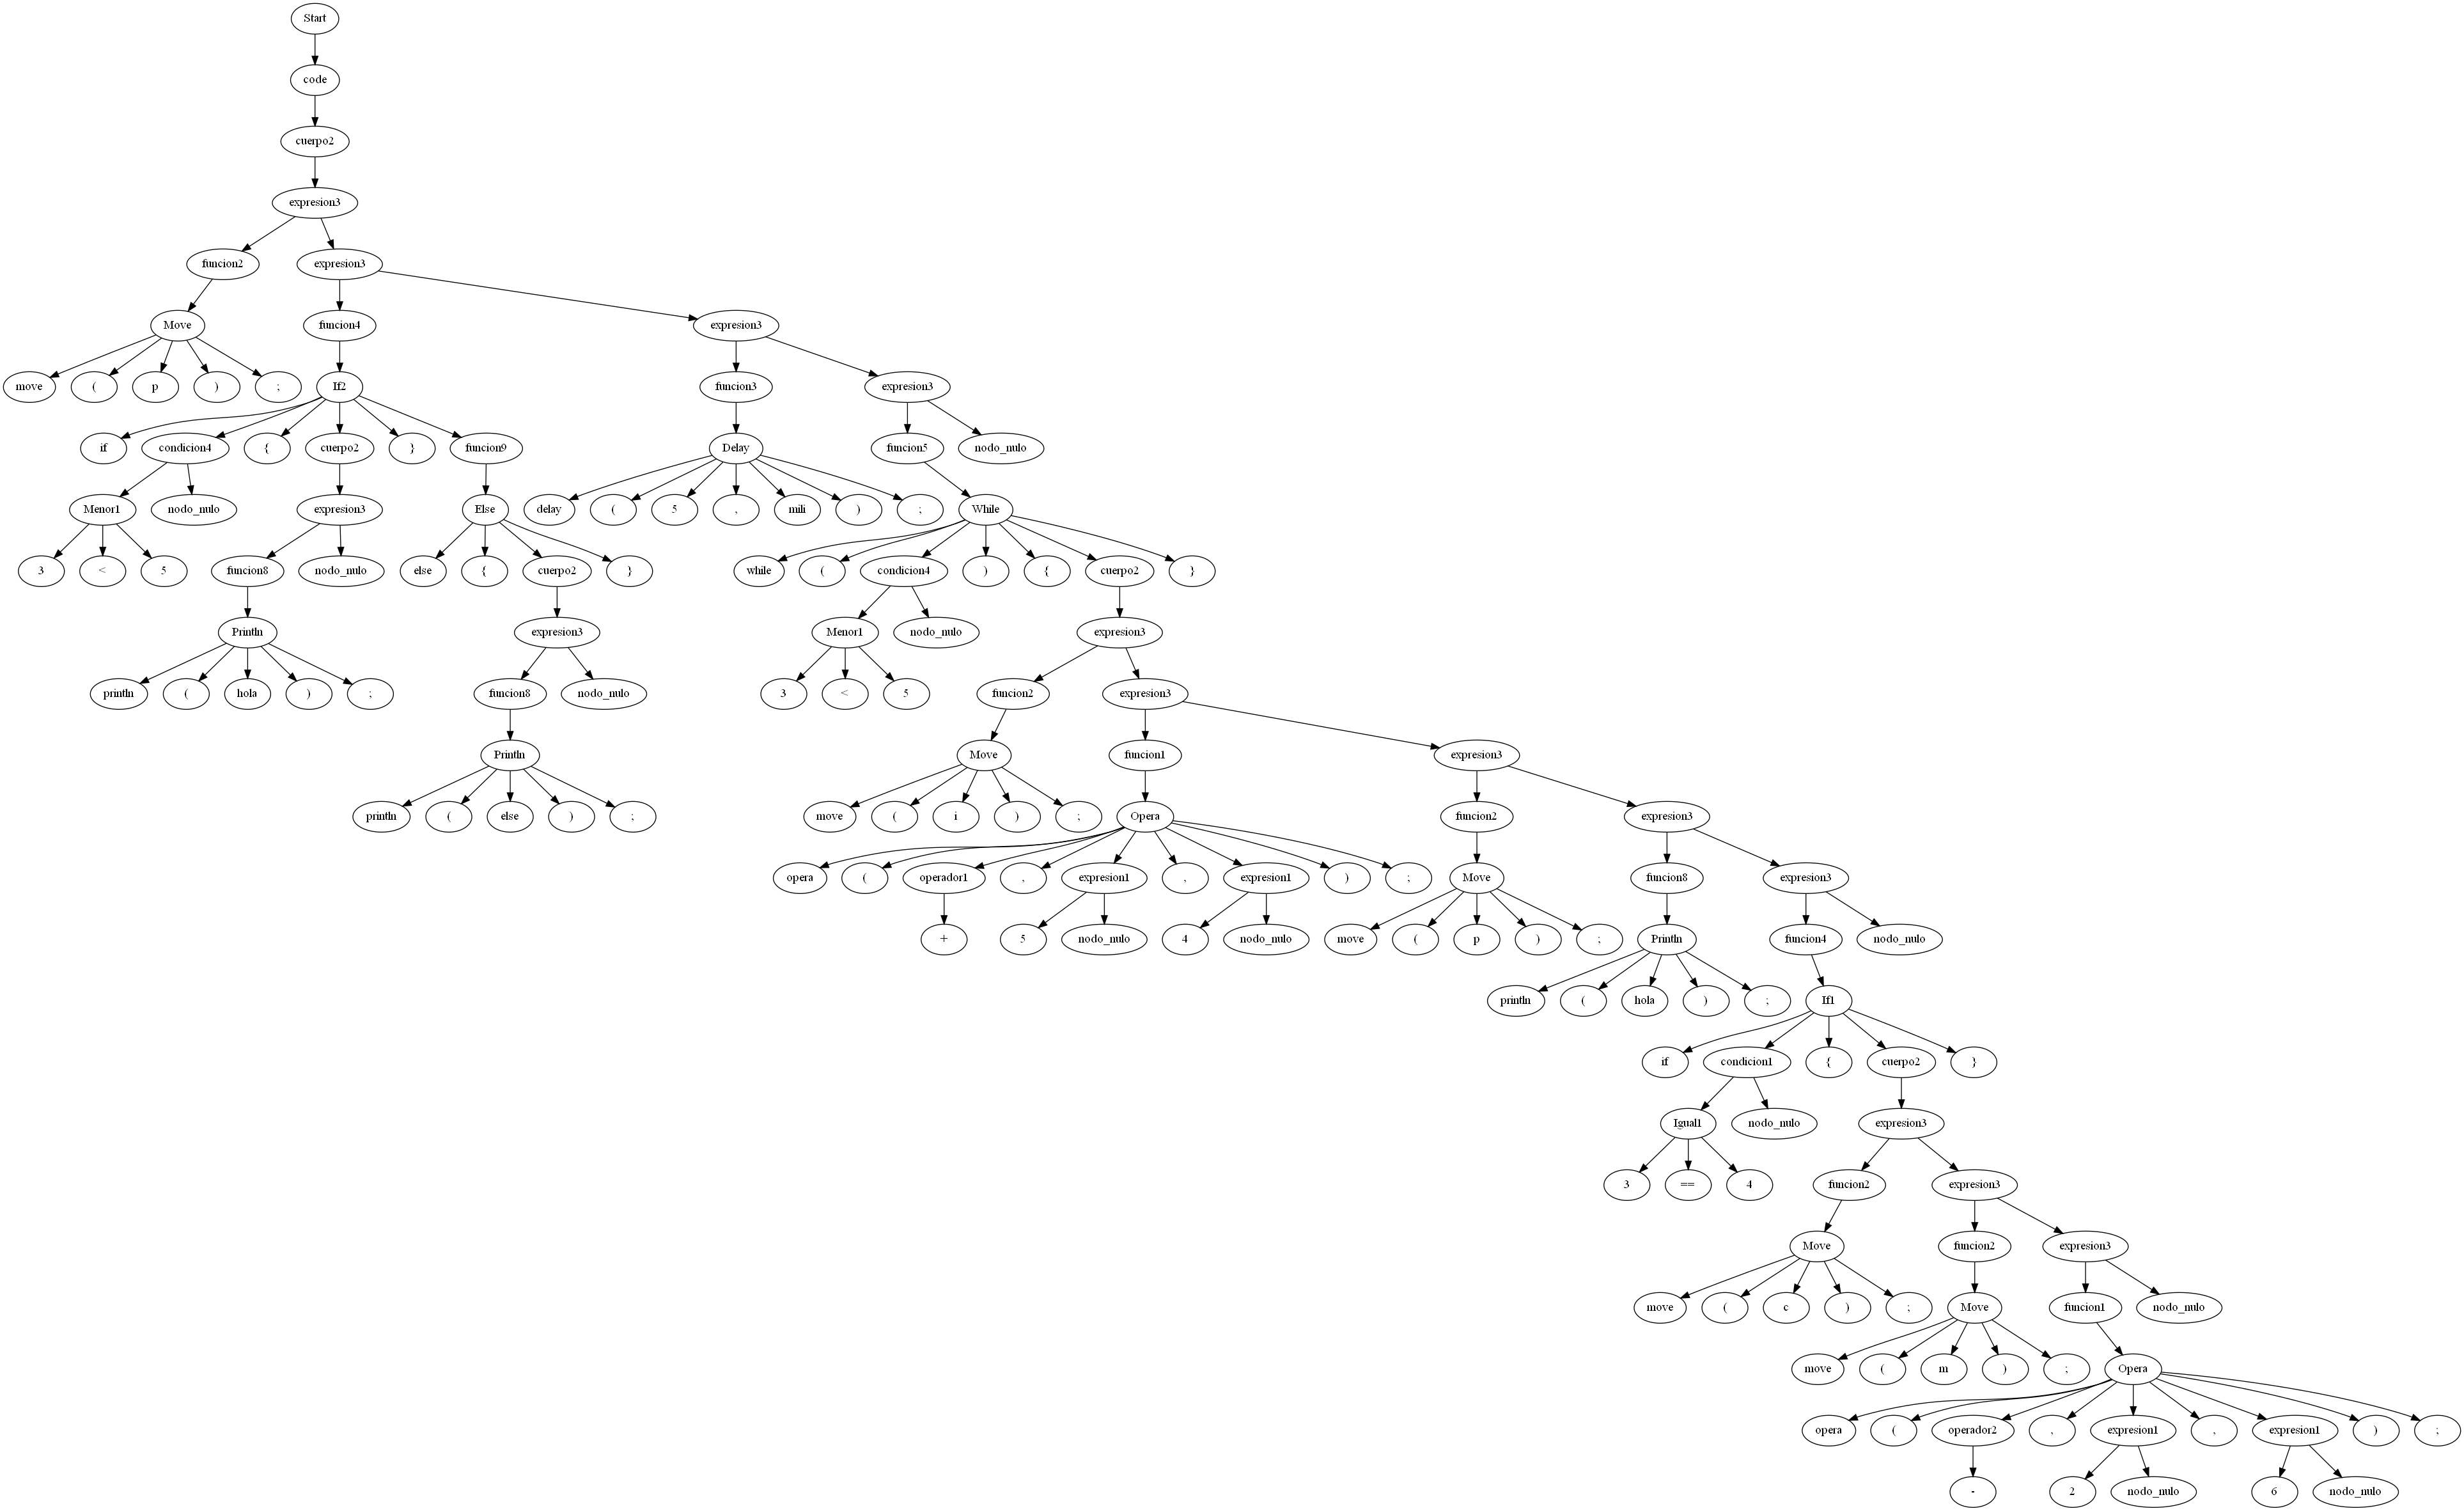 Start
code
cuerpo2
expresion3
funcion2 expresion3
Move funcion4 expresion3
move ( p ) ; If2 funcion3 expresion3
if condicion4 { cuerpo2 } funcion9 Delay funcion5 nodo_nulo
Menor1 nodo_nulo expresion3 Else delay ( 5 , mili ) ; While
3 < 5 funcion8 nodo_nulo else { cuerpo2 } while ( condicion4 ) { cuerpo2 }
Println expresion3 Menor1 nodo_nulo expresion3
println ( hola ) ; funcion8 nodo_nulo 3 < 5 funcion2 expresion3
Println Move funcion1 expresion3
println ( else ) ; move ( i ) ; Opera funcion2 expresion3
opera ( operador1 , expresion1 , expresion1 ) ; Move funcion8 expresion3
+ 5 nodo_nulo 4 nodo_nulo move ( p ) ; Println funcion4 nodo_nulo
println ( hola ) ; If1
if condicion1 { cuerpo2 }
Igual1 nodo_nulo expresion3
3 == 4 funcion2 expresion3
Move funcion2 expresion3
move ( c ) ; Move funcion1 nodo_nulo
move ( m ) ; Opera
opera ( operador2 , expresion1 , expresion1 ) ;
- 2 nodo_nulo 6 nodo_nulo